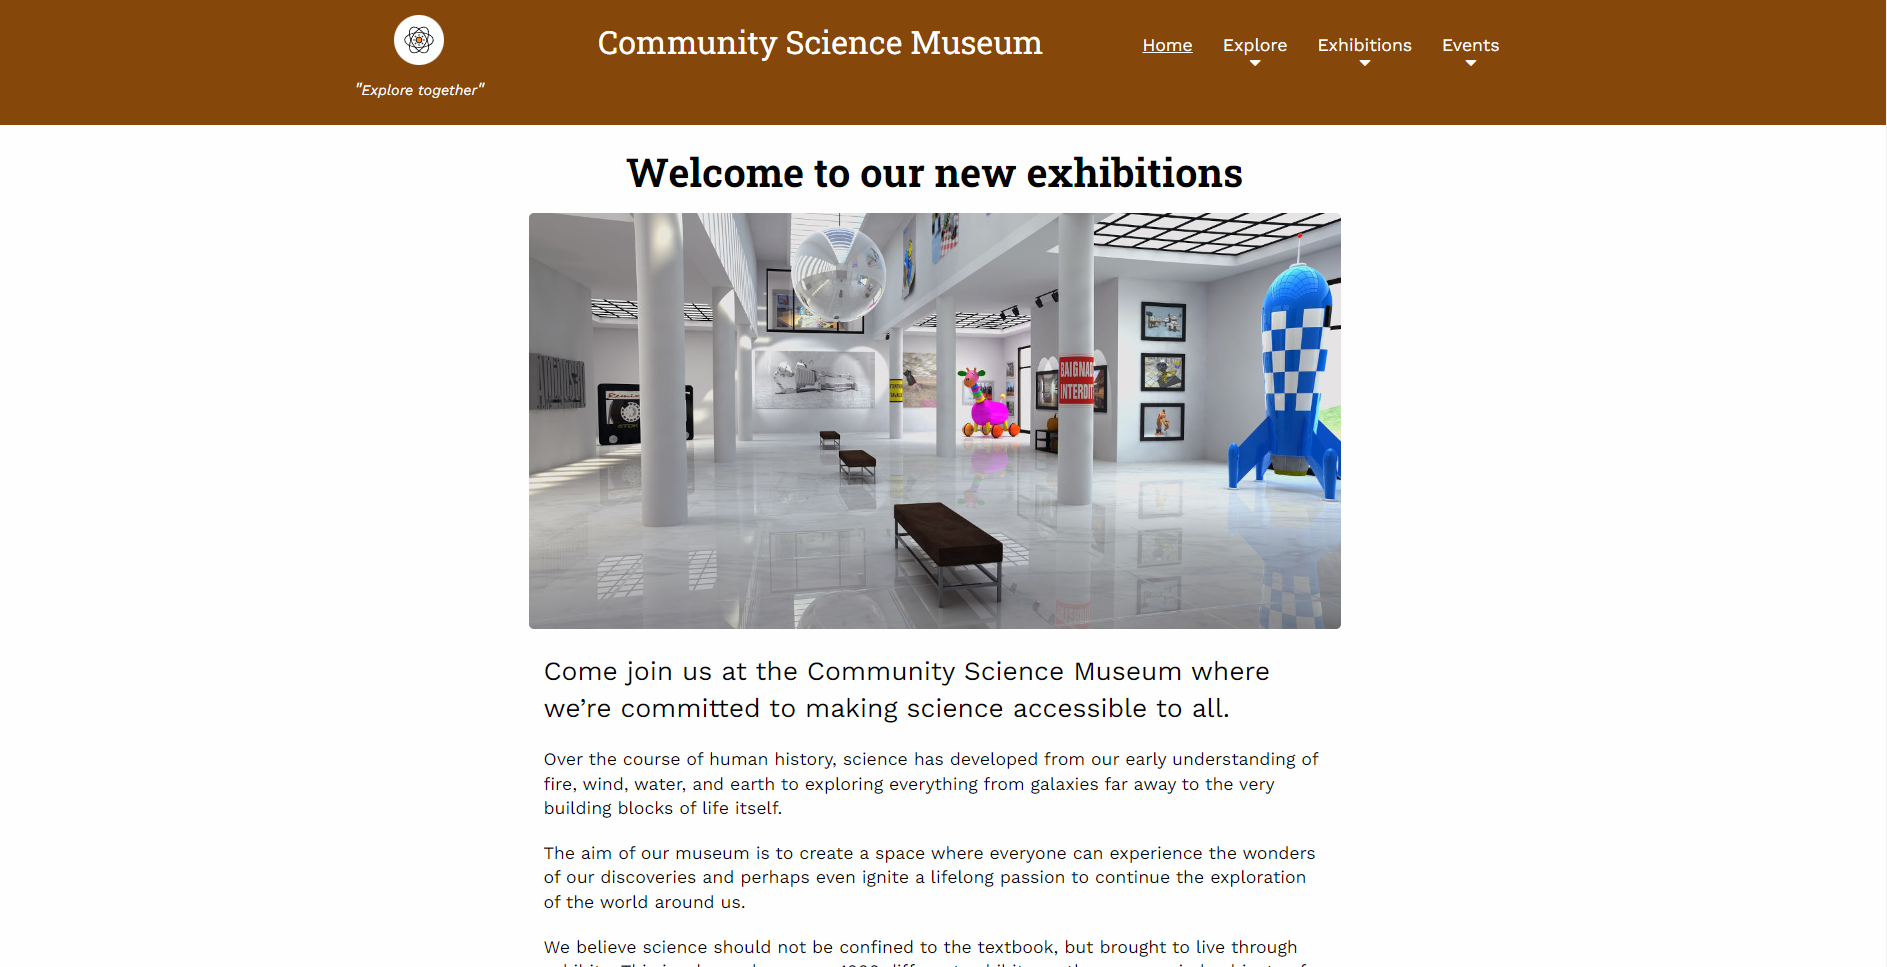 Community Science Museum
Home Explore Exhibitions Events
"Explore together"
Welcome to our new exhibitions
Remix
TDK
BAIGNAD
INTERDIT
Come join us at the Community Science Museum where
we’re committed to making science accessible to all.
Over the course of human history, science has developed from our early understanding of
fire, wind, water, and earth to exploring everything from galaxies far away to the very
building blocks of life itself.
The aim of our museum is to create a space where everyone can experience the wonders
of our discoveries and perhaps even ignite a lifelong passion to continue the exploration
of the world around us.
We believe science should not be confined to the textbook, but brought to live through